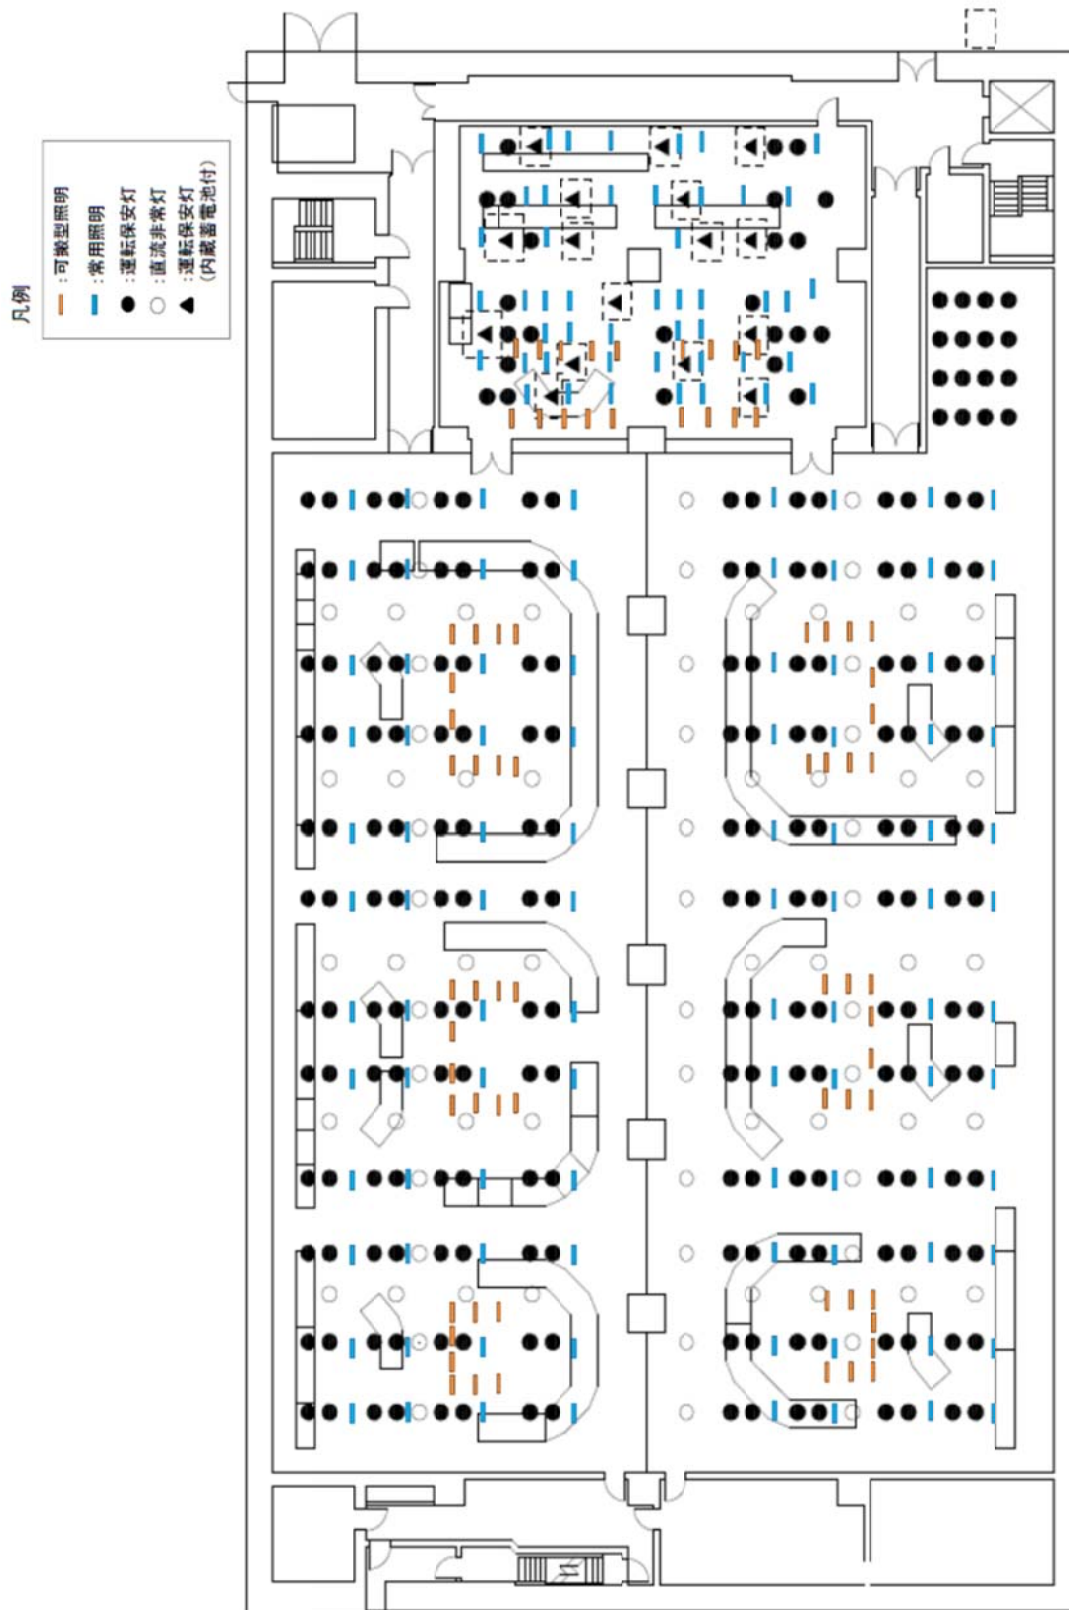 凡例
：可搬型照明
：常用照明
：運転保安灯
：直流非常灯
：運転保安灯
（内蔵蓄電池付）